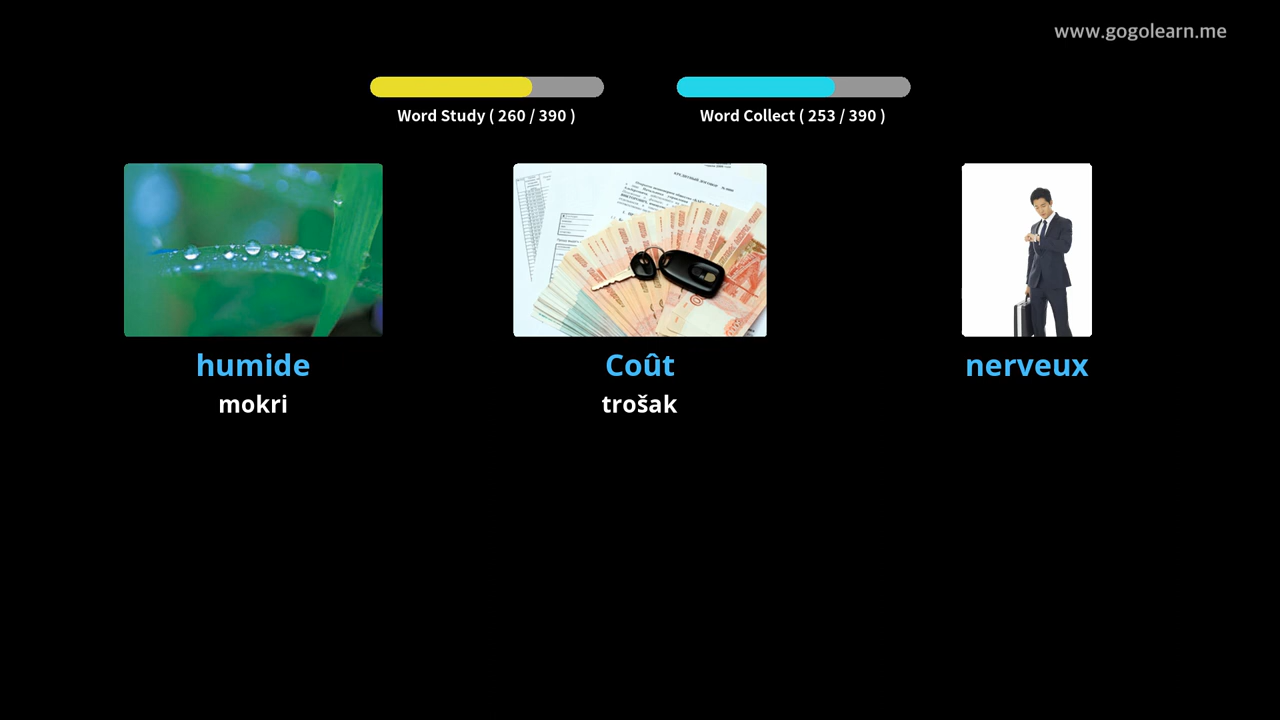 www.gogolearn.me
Word Study ( 260 / 390 )
Word Collect ( 253 / 390 )
humide
mokri
Coût
trošak
nerveux